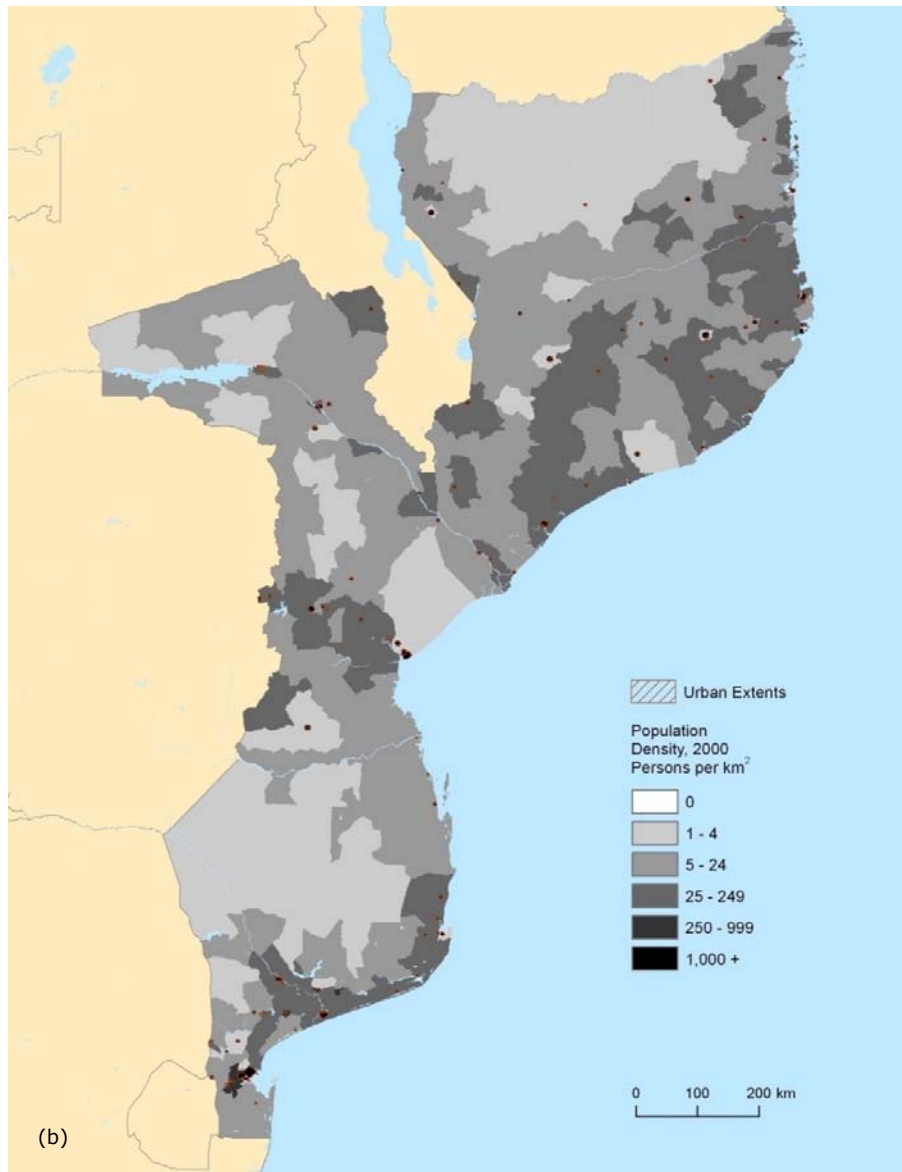 Urban Extents
Population
Density, 2000
Persons per km²
0
1 - 4
5 - 24
25 - 249
250 - 999
1,000 +
0 100 200 km
(b)